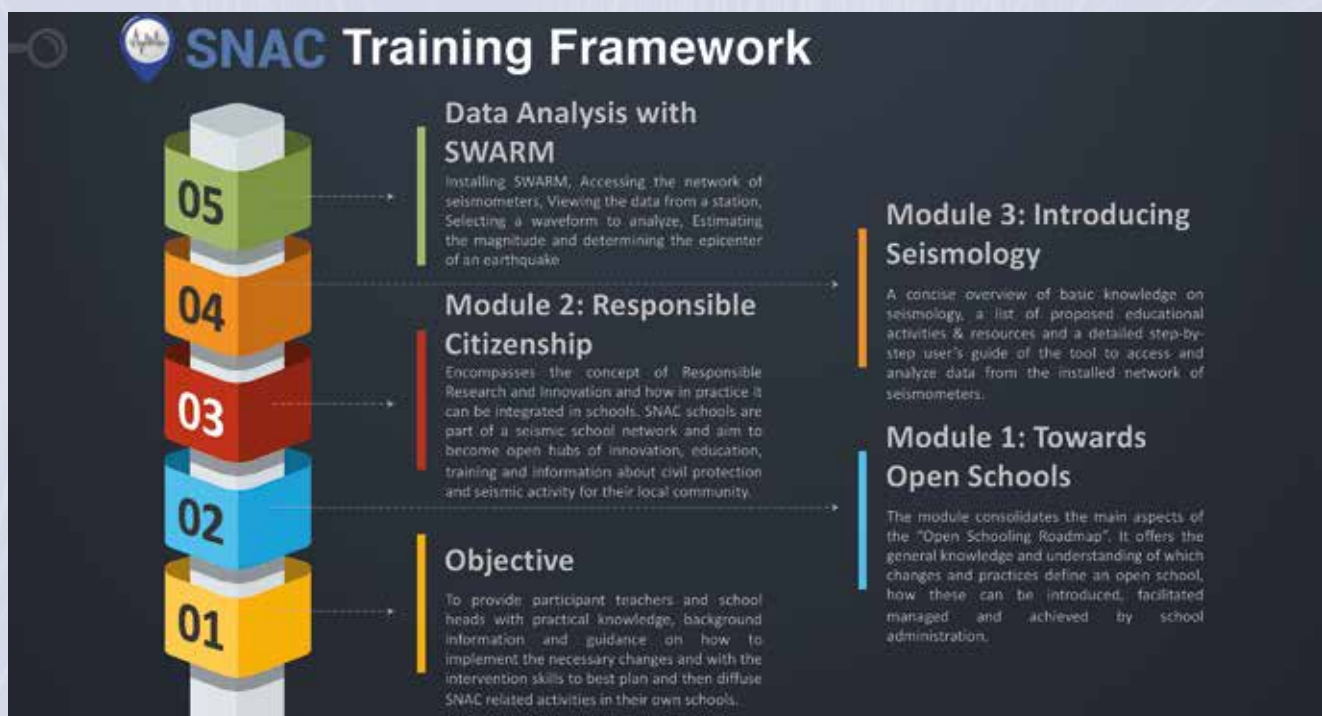 SNAC Training Framework
05
Data Analysis with
SWARM
Installing SWARM, Accessing the network of
seismometers, Viewing the data from a station,
Selecting a waveform to analyze, Estimating
the magnitude and determining the epicenter
of an earthquake
04
Module 3: Introducing
Seismology
A concise overview of basic knowledge on
seismology, a list of proposed educational
activities & resources and a detailed step-by-
step user's guide of the tool to access and
analyze data from the installed network of
seismometers.
03
Module 2: Responsible
Citizenship
Encompasses the concept of Responsible
Research and Innovation and how in practice it
can be integrated in schools. SNAC schools are
part of a seismic school network and aim to
become open hubs of innovation, education,
training and information about civil protection
and seismic activity for their local community.
02
Module 1: Towards
Open Schools
The module consolidates the main aspects of
the "Open Schooling Roadmap". It offers the
general knowledge and understanding of which
changes and practices define an open school,
how these can be introduced, facilitated
managed and achieved by school
administration.
01
Objective
To provide participant teachers and school
heads with practical knowledge, background
information and guidance on how to
implement the necessary changes and with the
intervention skills to best plan and then diffuse
SNAC related activities in their own schools.